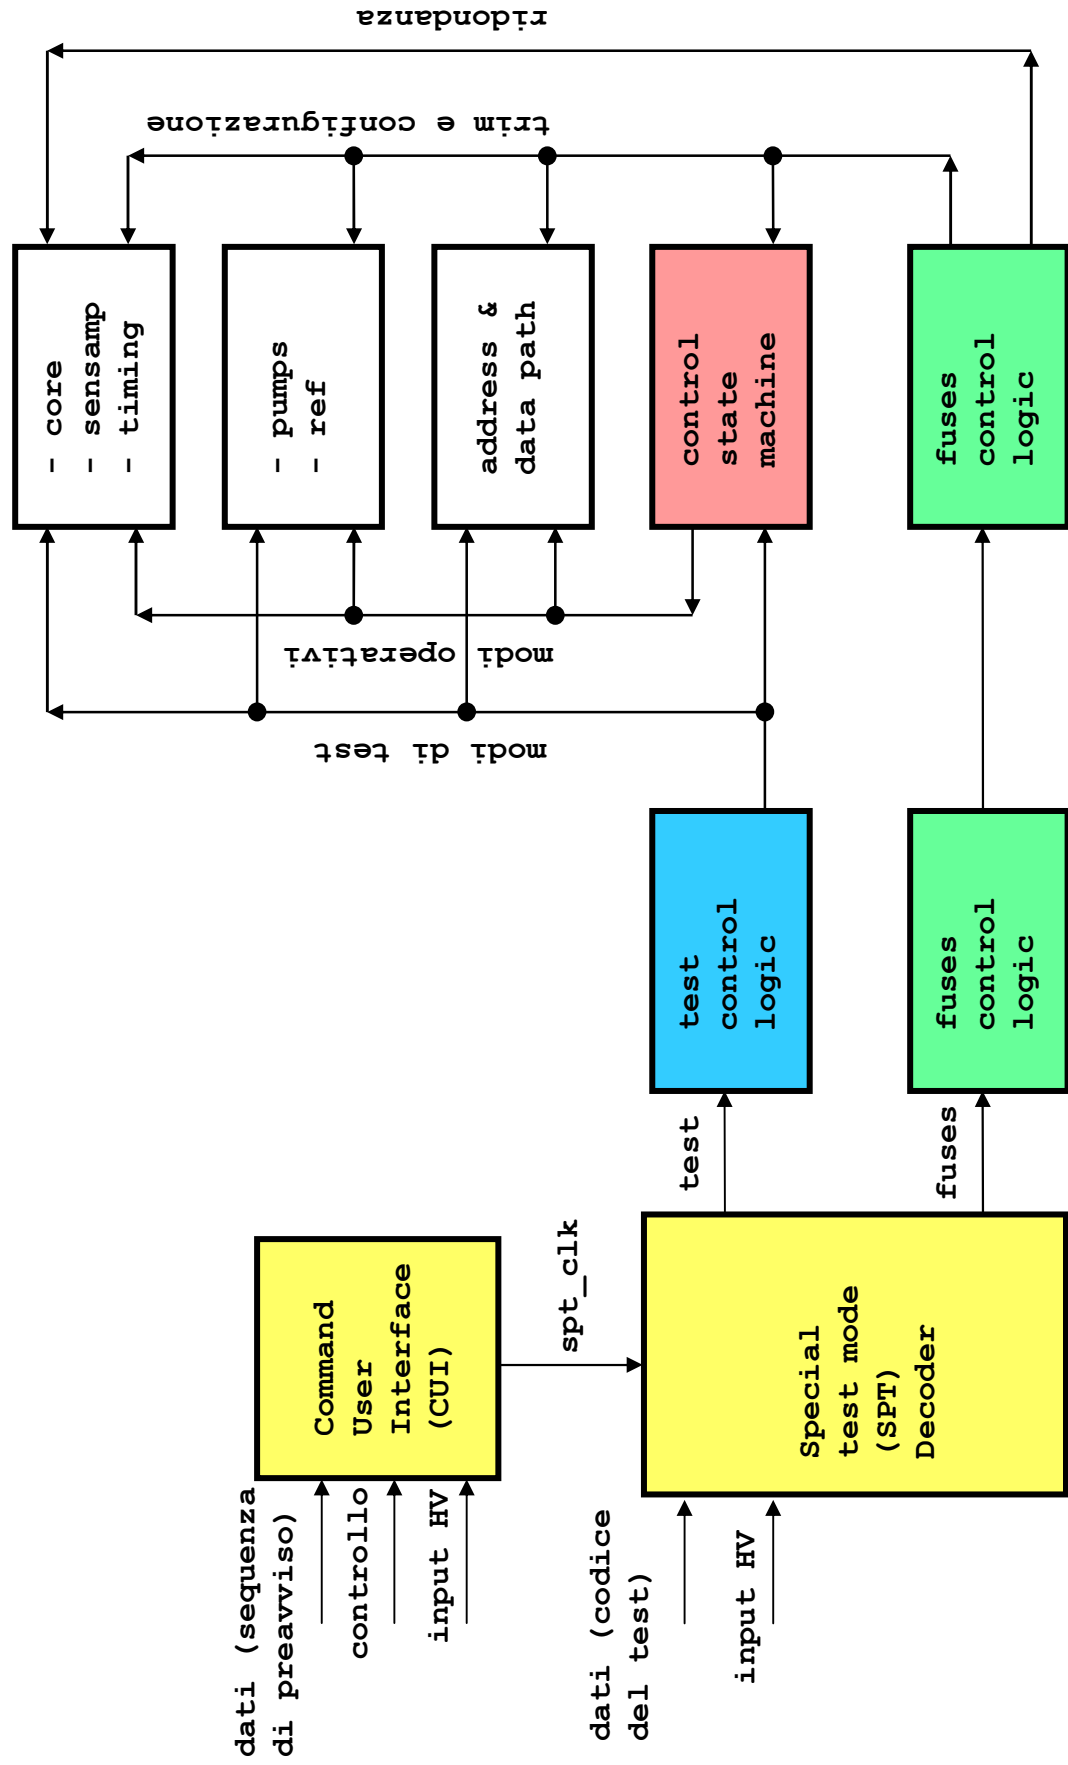 dati (sequenza
di preavviso)
controllo
input HV
Command
User
Interface
(CUI)
spt_clk
dati (codice
del test)
input HV
Special
test mode
(SPT)
Decoder
test
fuses
test
control
logic
fuses
control
logic
modi di test
modi operativi
- core
- sensamp
- timing
- pumps
- ref
address &
data path
control
state
machine
fuses
control
logic
trim e configurazione
ridondanza